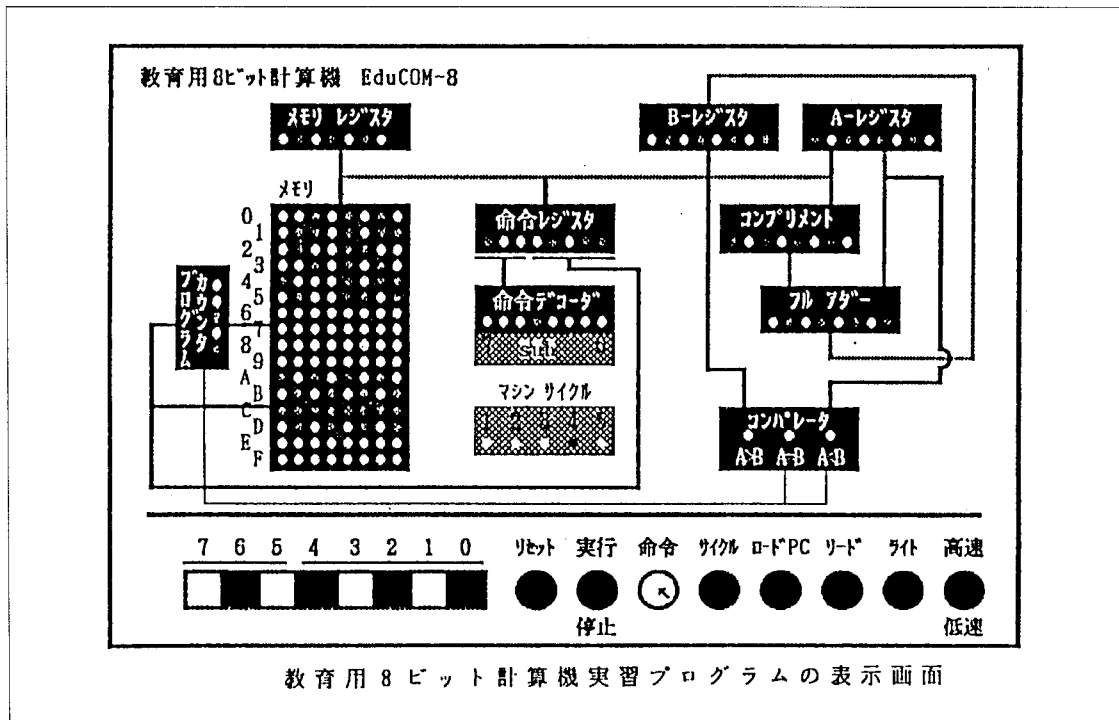 教育用8ビット計算機 EduCOM-8
メモリ レジスタ
B-レジスタ
A-レジスタ
メモリ
0
1
2
3
4
5
6
7
8
9
A
B
C
D
E
F
プログラム
カウンタ
命令レジスタ
命令デコーダ
マシン サイクル
コンプリメント
フル アダー
コンパレータ
A>B A=B A<B
7 6 5 4 3 2 1 0
リセット 実行 命令 サイクル ロードPC リード ライト 高速
停止 低速
教育用8ビット計算機実習プログラムの表示画面